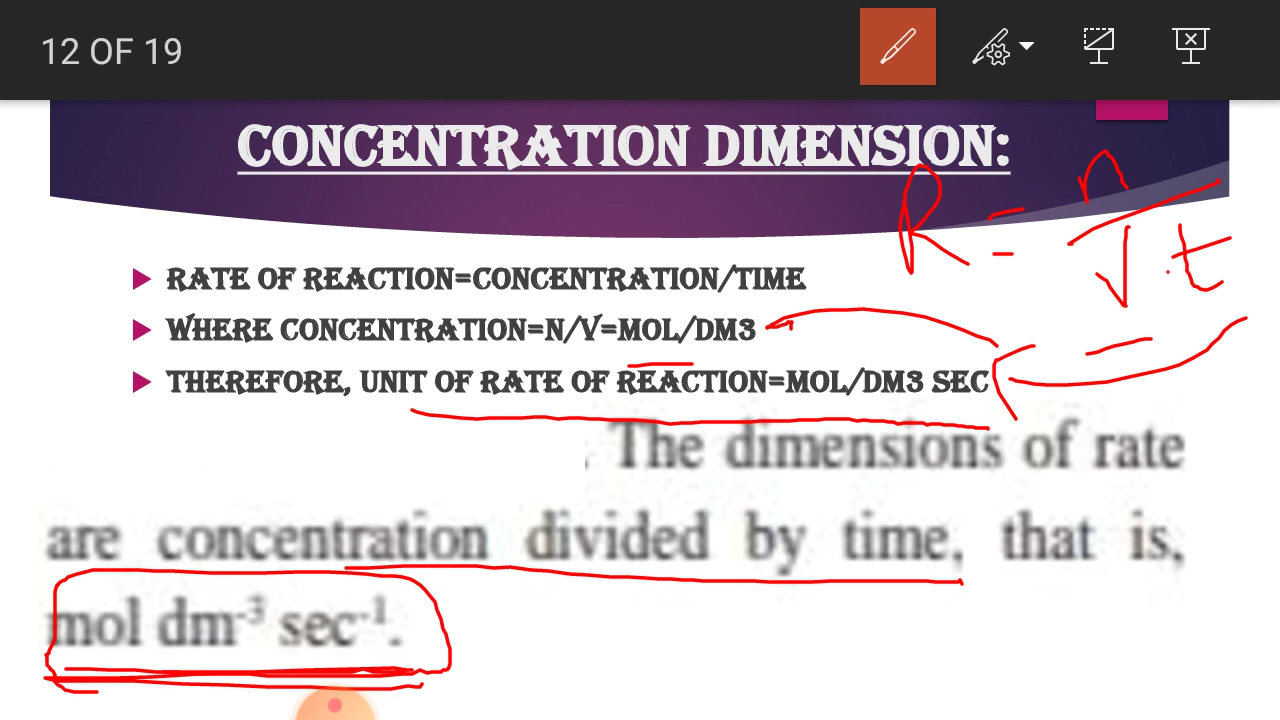 12 OF 19
CONCENTRATION DIMENSION:
RATE OF REACTION=CONCENTRATION/TIME
WHERE CONCENTRATION=N/V=MOL/DM3
THEREFORE, UNIT OF RATE OF REACTION=MOL/DM3 SEC
R = n / V t
. The dimensions of rate
are concentration divided by time, that is,
mol dm⁻³ sec⁻¹.